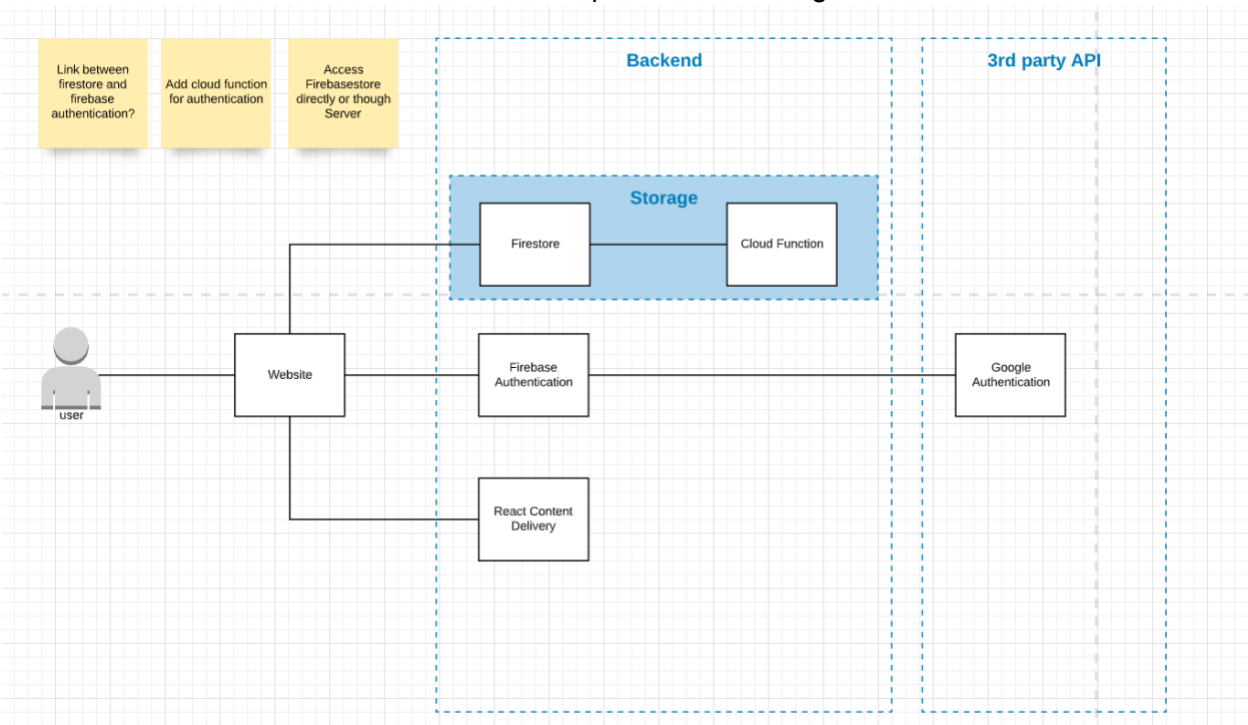 Link between
firestore and
firebase
authentication?
Add cloud function
for authentication
Access
Firebasestore
directly or though
Server
Backend
3rd party API
Storage
Firestore
Cloud Function
user
Website
Firebase
Authentication
Google
Authentication
React Content
Delivery